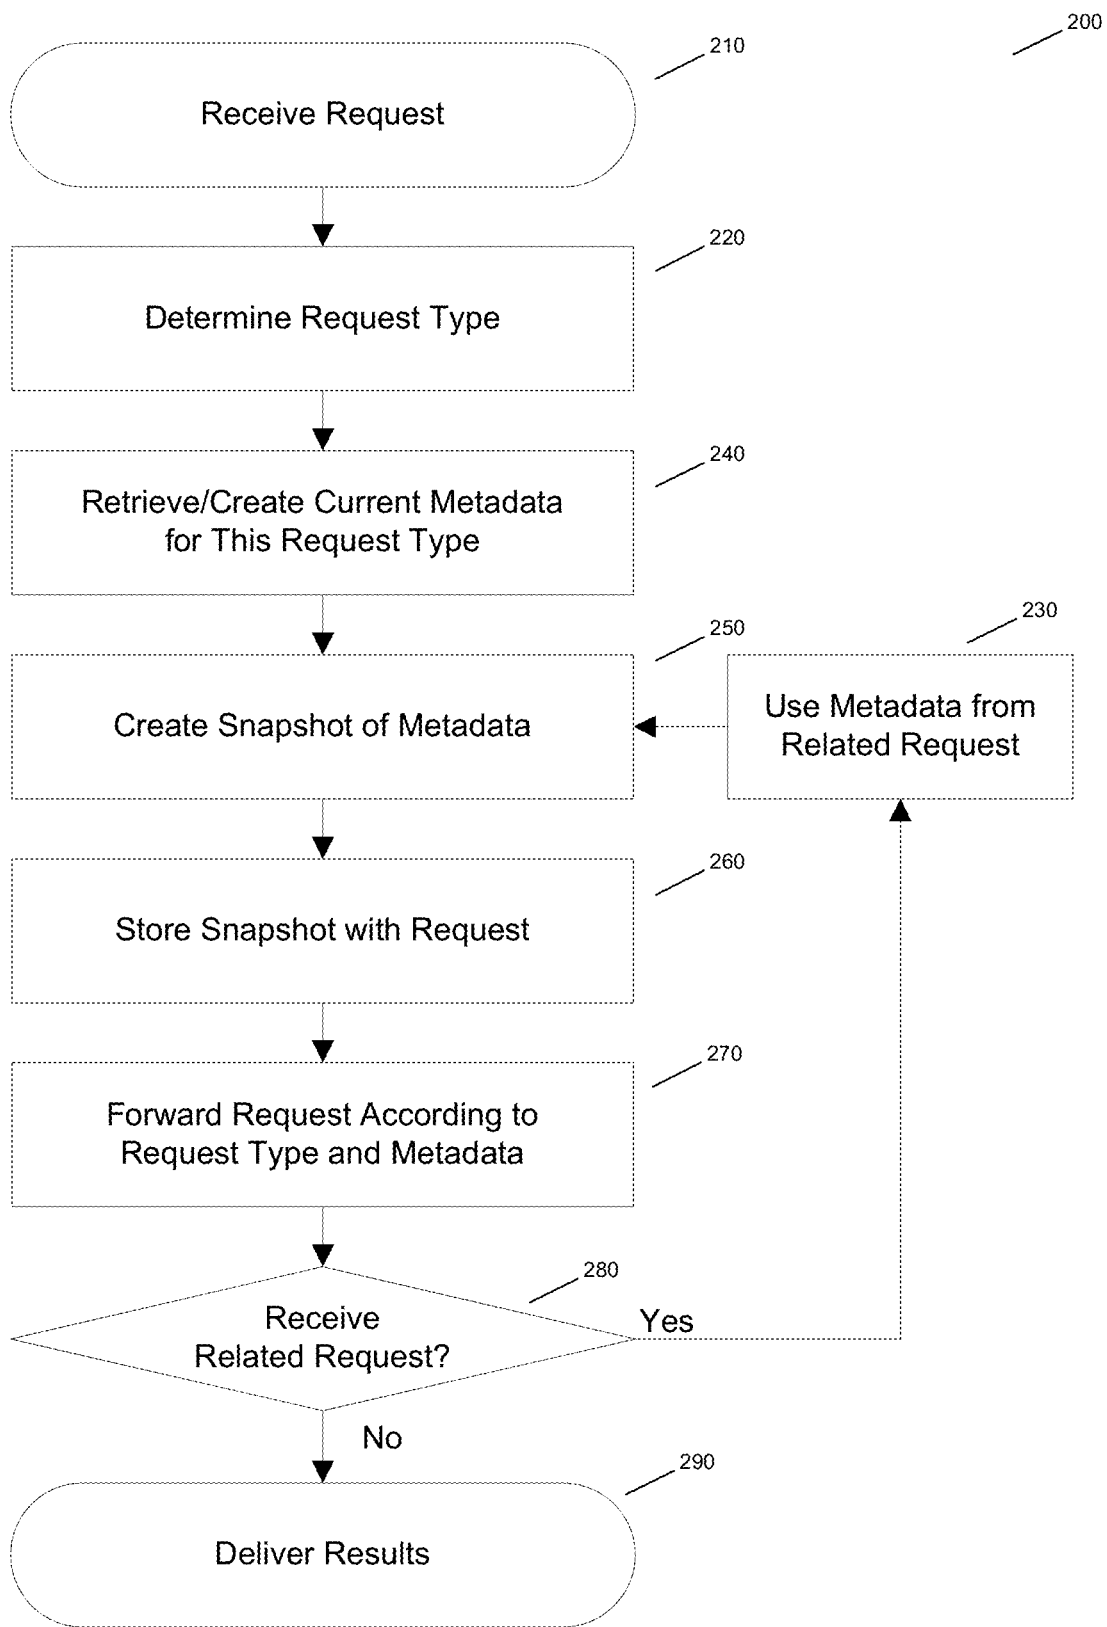 200
210
Receive Request
220
Determine Request Type
240
Retrieve/Create Current Metadata
for This Request Type
250
Create Snapshot of Metadata
230
Use Metadata from
Related Request
260
Store Snapshot with Request
270
Forward Request According to
Request Type and Metadata
280
Receive
Related Request?
Yes
No
290
Deliver Results